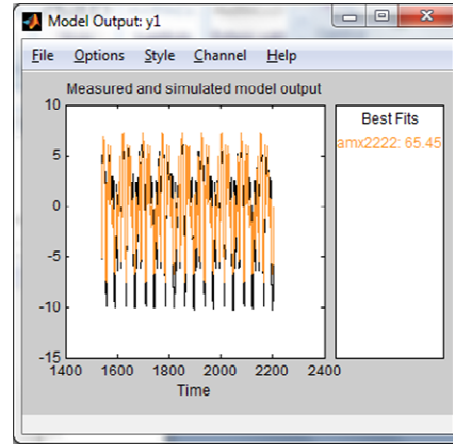 Model Output: y1
File Options Style Channel Help
Measured and simulated model output
10
5
0
-5
-10
-15
1400 1600 1800 2000 2200 2400
Time
Best Fits
amx2222: 65.45